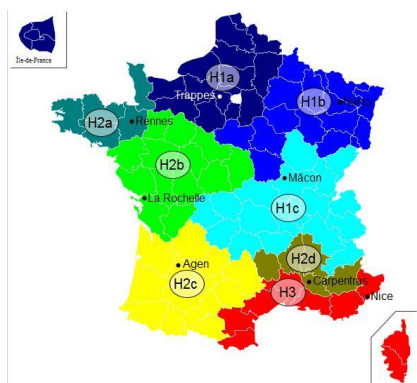 Île-de-France
H1a
Trappes
H1b
Nancy
H2a
Rennes
H2b
Mâcon
La Rochelle
H1c
H2d
Agen
Carpentras
H2c
H3
Nice